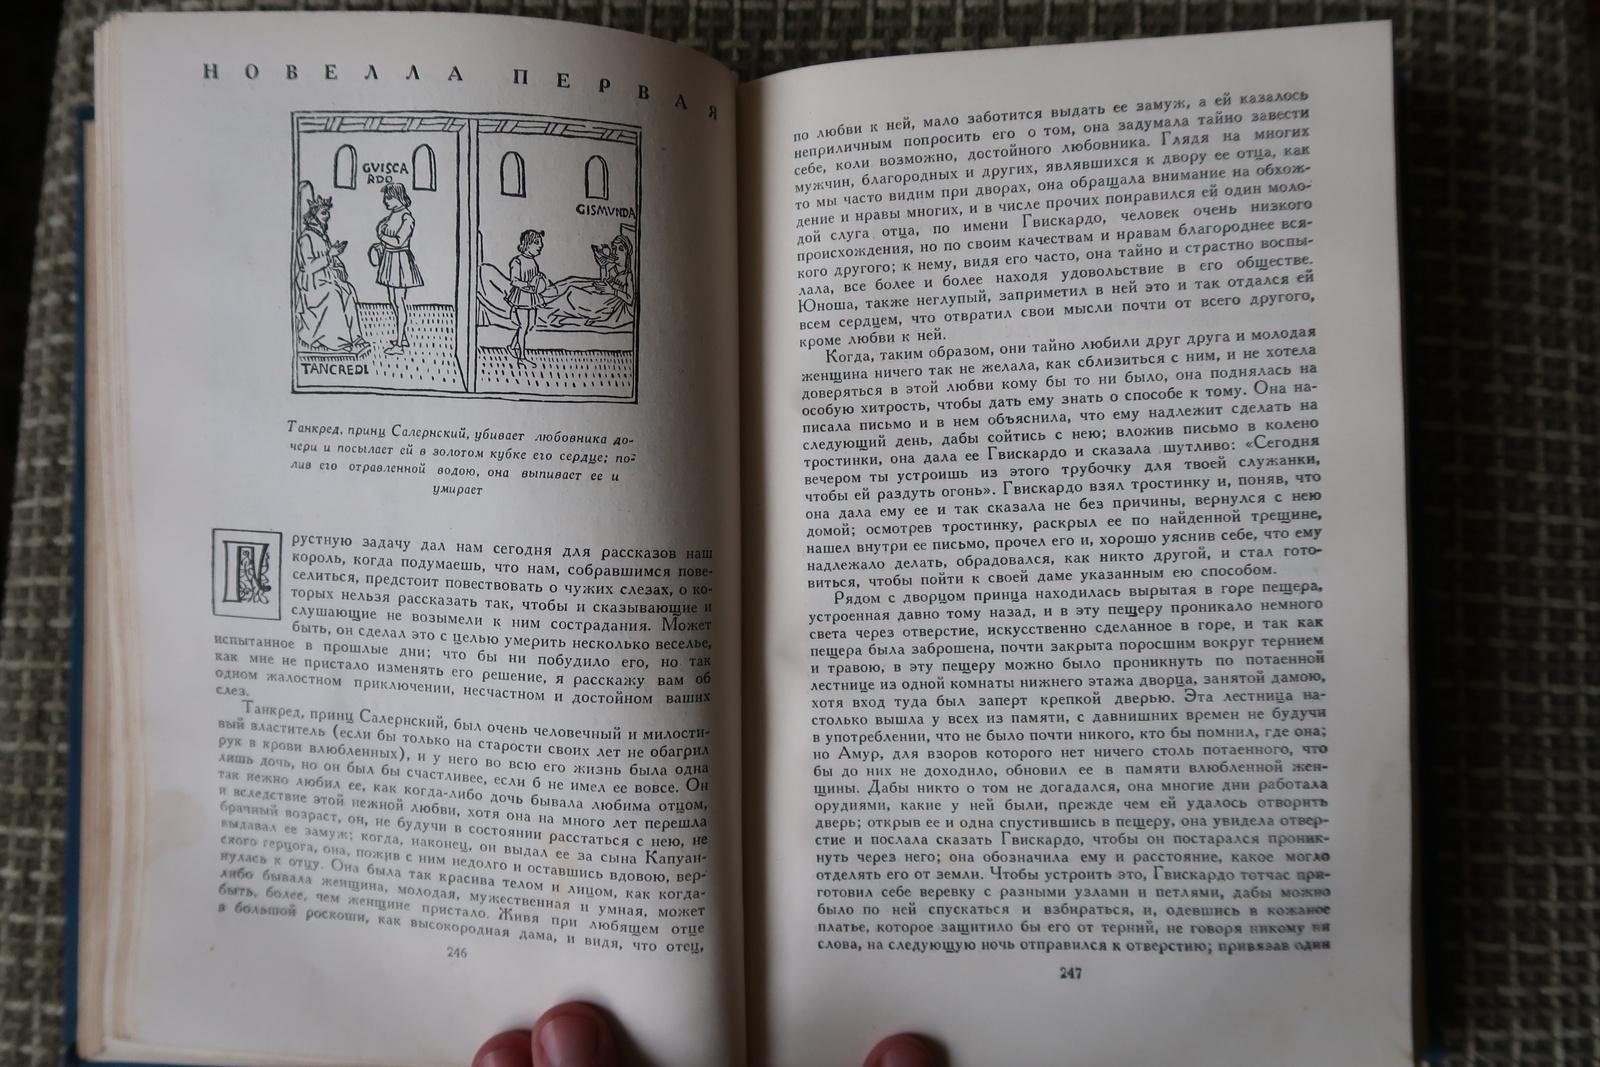 НОВЕЛЛА ПЕРВАЯ
GVISCA
RDO
GISMVNDA
TANCREDI
Танкред, принц Салернский, убивает любовника до-
чери и посылает ей в золотом кубке его сердце; по-
лив его отравленной водою, она выпивает ее и
умирает
рустную задачу дал нам сегодня для рассказов наш
король, когда подумаешь, что нам, собравшимся пове-
селиться, предстоит повествовать о чужих слезах, о ко-
торых нельзя рассказать так, чтобы и сказывающие и
слушающие не возымели к ним сострадания. Может
быть, он сделал это с целью умерить несколько веселье,
испытанное в прошлые дни; что бы ни побудило его, но так
как мне не пристало изменять его решение, я расскажу вам об
одном жалостном приключении, несчастном и достойном ваших
слез.
Танкред, принц Салернский, был очень человечный и милости-
вый властитель (если бы только на старости своих лет не обагрил
рук в крови влюбленных), и у него во всю его жизнь была одна
лишь дочь, но он был бы счастливее, если б не имел ее вовсе. Он
так нежно любил ее, как когда-либо дочь бывала любима отцом,
и вследствие этой нежной любви, хотя она на много лет перешла
брачный возраст, он, не будучи в состоянии расстаться с нею, не
выдавал ее замуж; когда, наконец, он выдал ее за сына Капуан-
ского герцога, она, пожив с ним недолго и оставшись вдовою, вер-
нулась к отцу. Она была так красива телом и лицом, как когда-
либо бывала женщина, молодая, мужественная и умная, может
быть, более, чем женщине пристало. Живя при любящем отце
в большой роскоши, как высокородная дама, и видя, что отец,
246
по любви к ней, мало заботится выдать ее замуж, а ей казалось
неприличным попросить его о том, она задумала тайно завести
себе, коли возможно, достойного любовника. Глядя на многих
мужчин, благородных и других, являвшихся к двору ее отца, как
то мы часто видим при дворах, она обращала внимание на обхож-
дение и нравы многих, и в числе прочих понравился ей один моло-
дой слуга отца, по имени Гвискардо, человек очень низкого
происхождения, но по своим качествам и нравам благороднее вся-
кого другого; к нему, видя его часто, она тайно и страстно воспы-
лала, все более и более находя удовольствие в его обществе.
Юноша, также неглупый, заприметил в ней это и так отдался ей
всем сердцем, что отвратил свои мысли почти от всего другого,
кроме любви к ней.
Когда, таким образом, они тайно любили друг друга и молодая
женщина ничего так не желала, как сблизиться с ним, и не хотела
доверяться в этой любви кому бы то ни было, она поднялась на
особую хитрость, чтобы дать ему знать о способе к тому. Она на-
писала письмо и в нем объяснила, что ему надлежит сделать на
следующий день, дабы сойтись с нею; вложив письмо в колено
тростинки, она дала ее Гвискардо и сказала шутливо: «Сегодня
вечером ты устроишь из этого трубочку для твоей служанки,
чтобы ей раздуть огонь». Гвискардо взял тростинку и, поняв, что
она дала ему ее и так сказала не без причины, вернулся с нею
домой; осмотрев тростинку, раскрыл ее по найденной трещине,
нашел внутри ее письмо, прочел его и, хорошо уяснив себе, что ему
надлежало делать, обрадовался, как никто другой, и стал гото-
виться, чтобы пойти к своей даме указанным ею способом.
Рядом с дворцом принца находилась вырытая в горе пещера,
устроенная давно тому назад, и в эту пещеру проникало немного
света через отверстие, искусственно сделанное в горе, и так как
пещера была заброшена, почти закрыта поросшим вокруг тернием
и травою, в эту пещеру можно было проникнуть по потаенной
лестнице из одной комнаты нижнего этажа дворца, занятой дамою,
хотя вход туда был заперт крепкой дверью. Эта лестница на-
столько вышла у всех из памяти, с давнишних времен не будучи
в употреблении, что не было почти никого, кто бы помнил, где она;
но Амур, для взоров которого нет ничего столь потаенного, что
бы до них не доходило, обновил ее в памяти влюбленной жен-
щины. Дабы никто о том не догадался, она многие дни работала
орудиями, какие у ней были, прежде чем ей удалось отворить
дверь; открыв ее и одна спустившись в пещеру, она увидела отвер-
стие и послала сказать Гвискардо, чтобы он постарался проник-
нуть через него; она обозначила ему и расстояние, какое могло
отделять его от земли. Чтобы устроить это, Гвискардо тотчас при-
готовил себе веревку с разными узлами и петлями, дабы можно
было по ней спускаться и взбираться, и, одевшись в кожаное
платье, которое защитило бы его от терний, не говоря никому ни
слова, на следующую ночь отправился к отверстию; привязав один
247